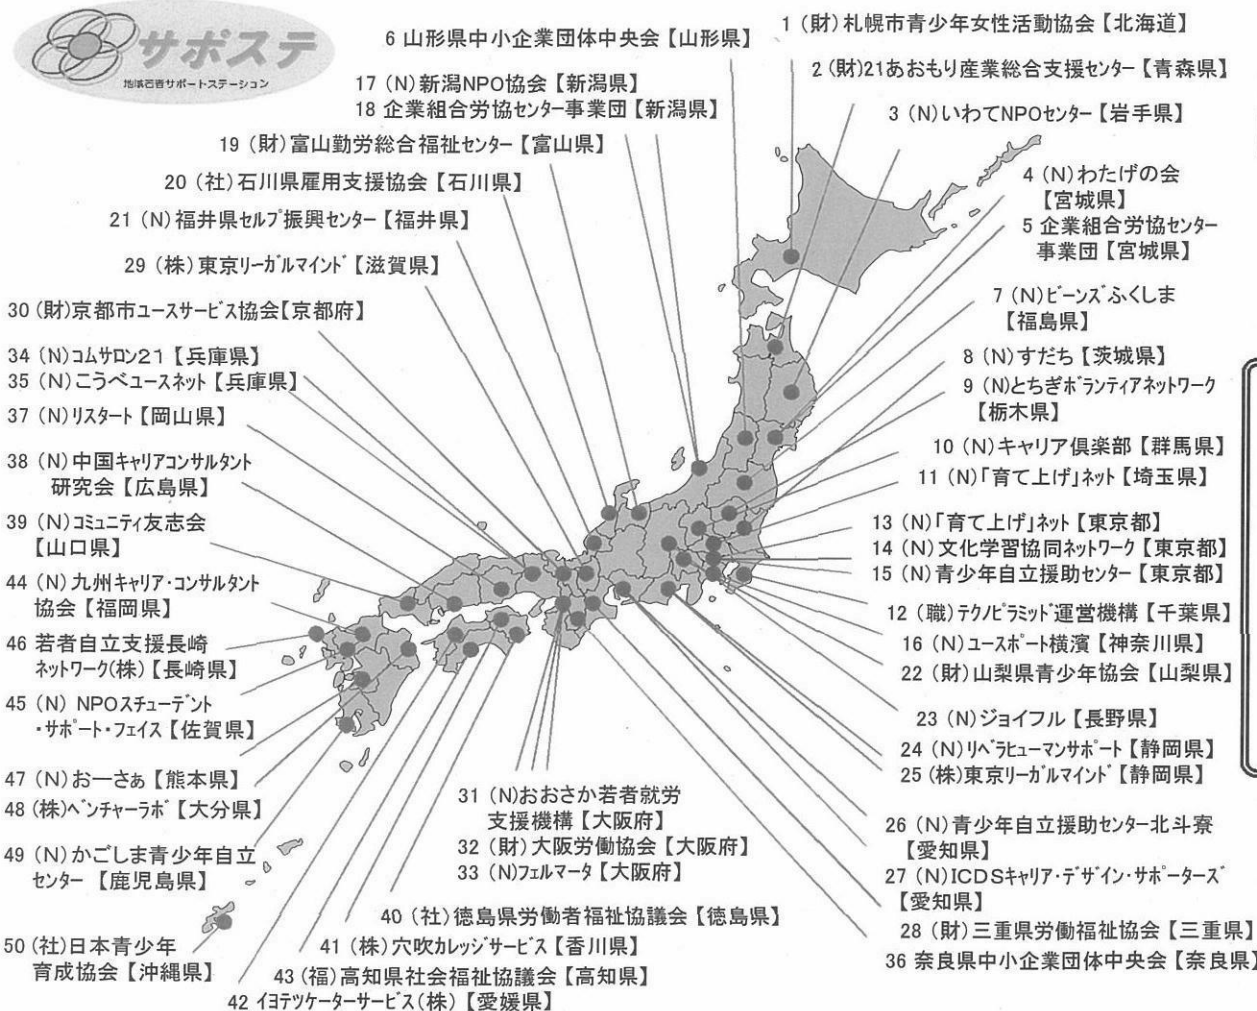 サポステ
地域若者サポートステーション
1 (財)札幌市青少年女性活動協会【北海道】
2 (財)21あおもり産業総合支援センター【青森県】
3 (N)いわてNPOセンター【岩手県】
4 (N)わたげの会
【宮城県】
5 企業組合労協センター
事業団【宮城県】
6 山形県中小企業団体中央会【山形県】
7 (N)ビーンズふくしま
【福島県】
8 (N)すだち【茨城県】
9 (N)とちぎボランティアネットワーク
【栃木県】
10 (N)キャリア倶楽部【群馬県】
11 (N)「育て上げ」ネット【埼玉県】
13 (N)「育て上げ」ネット【東京都】
14 (N)文化学習協同ネットワーク【東京都】
15 (N)青少年自立援助センター【東京都】
12 (職)テクノピラミッド運営機構【千葉県】
16 (N)ユースポート横濱【神奈川県】
22 (財)山梨県青少年協会【山梨県】
23 (N)ジョイフル【長野県】
24 (N)リベラヒューマンサポート【静岡県】
25 (株)東京リーガルマインド【静岡県】
26 (N)青少年自立援助センター北斗寮
【愛知県】
27 (N)ICDSキャリア・デザイン・サポーターズ
【愛知県】
28 (財)三重県労働福祉協会【三重県】
36 奈良県中小企業団体中央会【奈良県】
17 (N)新潟NPO協会【新潟県】
18 企業組合労協センター事業団【新潟県】
19 (財)富山勤労総合福祉センター【富山県】
20 (社)石川県雇用支援協会【石川県】
21 (N)福井県セルプ振興センター【福井県】
29 (株)東京リーガルマインド【滋賀県】
30 (財)京都市ユースサービス協会【京都府】
34 (N)コムサロン21【兵庫県】
35 (N)こうべユースネット【兵庫県】
37 (N)リスタート【岡山県】
38 (N)中国キャリアコンサルタント
研究会【広島県】
39 (N)コミュニティ友志会
【山口県】
44 (N)九州キャリア・コンサルタント
協会【福岡県】
46 若者自立支援長崎
ネットワーク(株)【長崎県】
45 (N) NPOスチューデント
・サポート・フェイス【佐賀県】
47 (N)おーさぁ【熊本県】
48 (株)ベンチャーラボ【大分県】
49 (N)かごしま青少年自立
センター【鹿児島県】
50 (社)日本青少年
育成協会【沖縄県】
31 (N)おおさか若者就労
支援機構【大阪府】
32 (財)大阪労働協会【大阪府】
33 (N)フェルマータ【大阪府】
40 (社)徳島県労働者福祉協議会【徳島県】
41 (株)穴吹カレッジサービス【香川県】
43 (福)高知県社会福祉協議会【高知県】
42 イヨテツケーターサービス(株)【愛媛県】